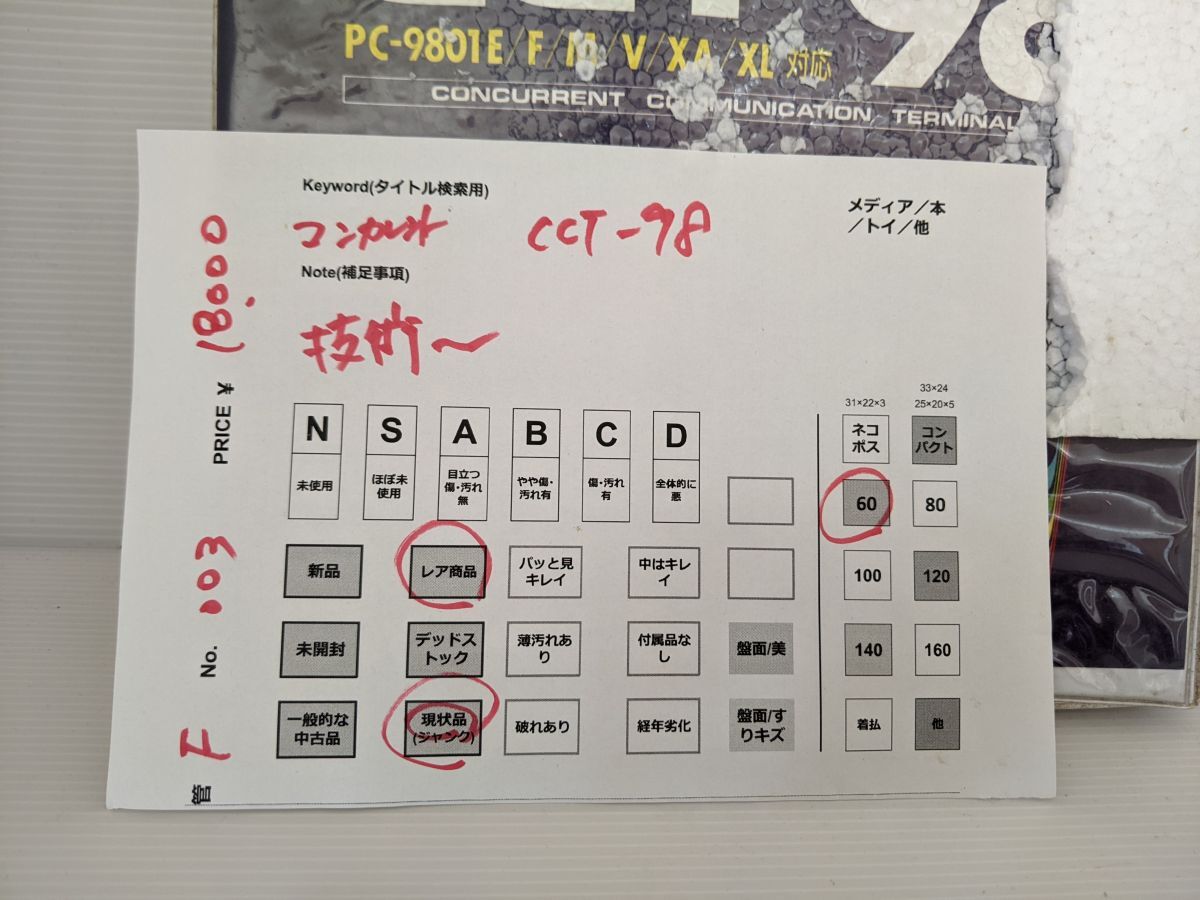 PC-9801E/F/M/V/XA/XL 対応
CONCURRENT COMMUNICATION TERMINAL
Keyword(タイトル検索用)
コンカレント CCT-98
メディア/本
/トイ/他
Note(補足事項)
技術～
PRICE ¥ 18.000
No. 103
管 F
N
未使用
S
ほぼ未
使用
A
目立つ
傷・汚れ
無
B
やや傷・
汚れ有
C
傷・汚れ
有
D
全体的に
悪
新品
レア商品
パッと見
キレイ
中はキレ
イ
未開封
デッドス
トック
薄汚れあ
り
付属品な
し
盤面/美
一般的な
中古品
現状品
(ジャンク)
破れあり
経年劣化
盤面/す
りキズ
31×22×3
33×24
25×20×5
ネコ
ポス
コン
パクト
60
80
100
120
140
160
着払
他